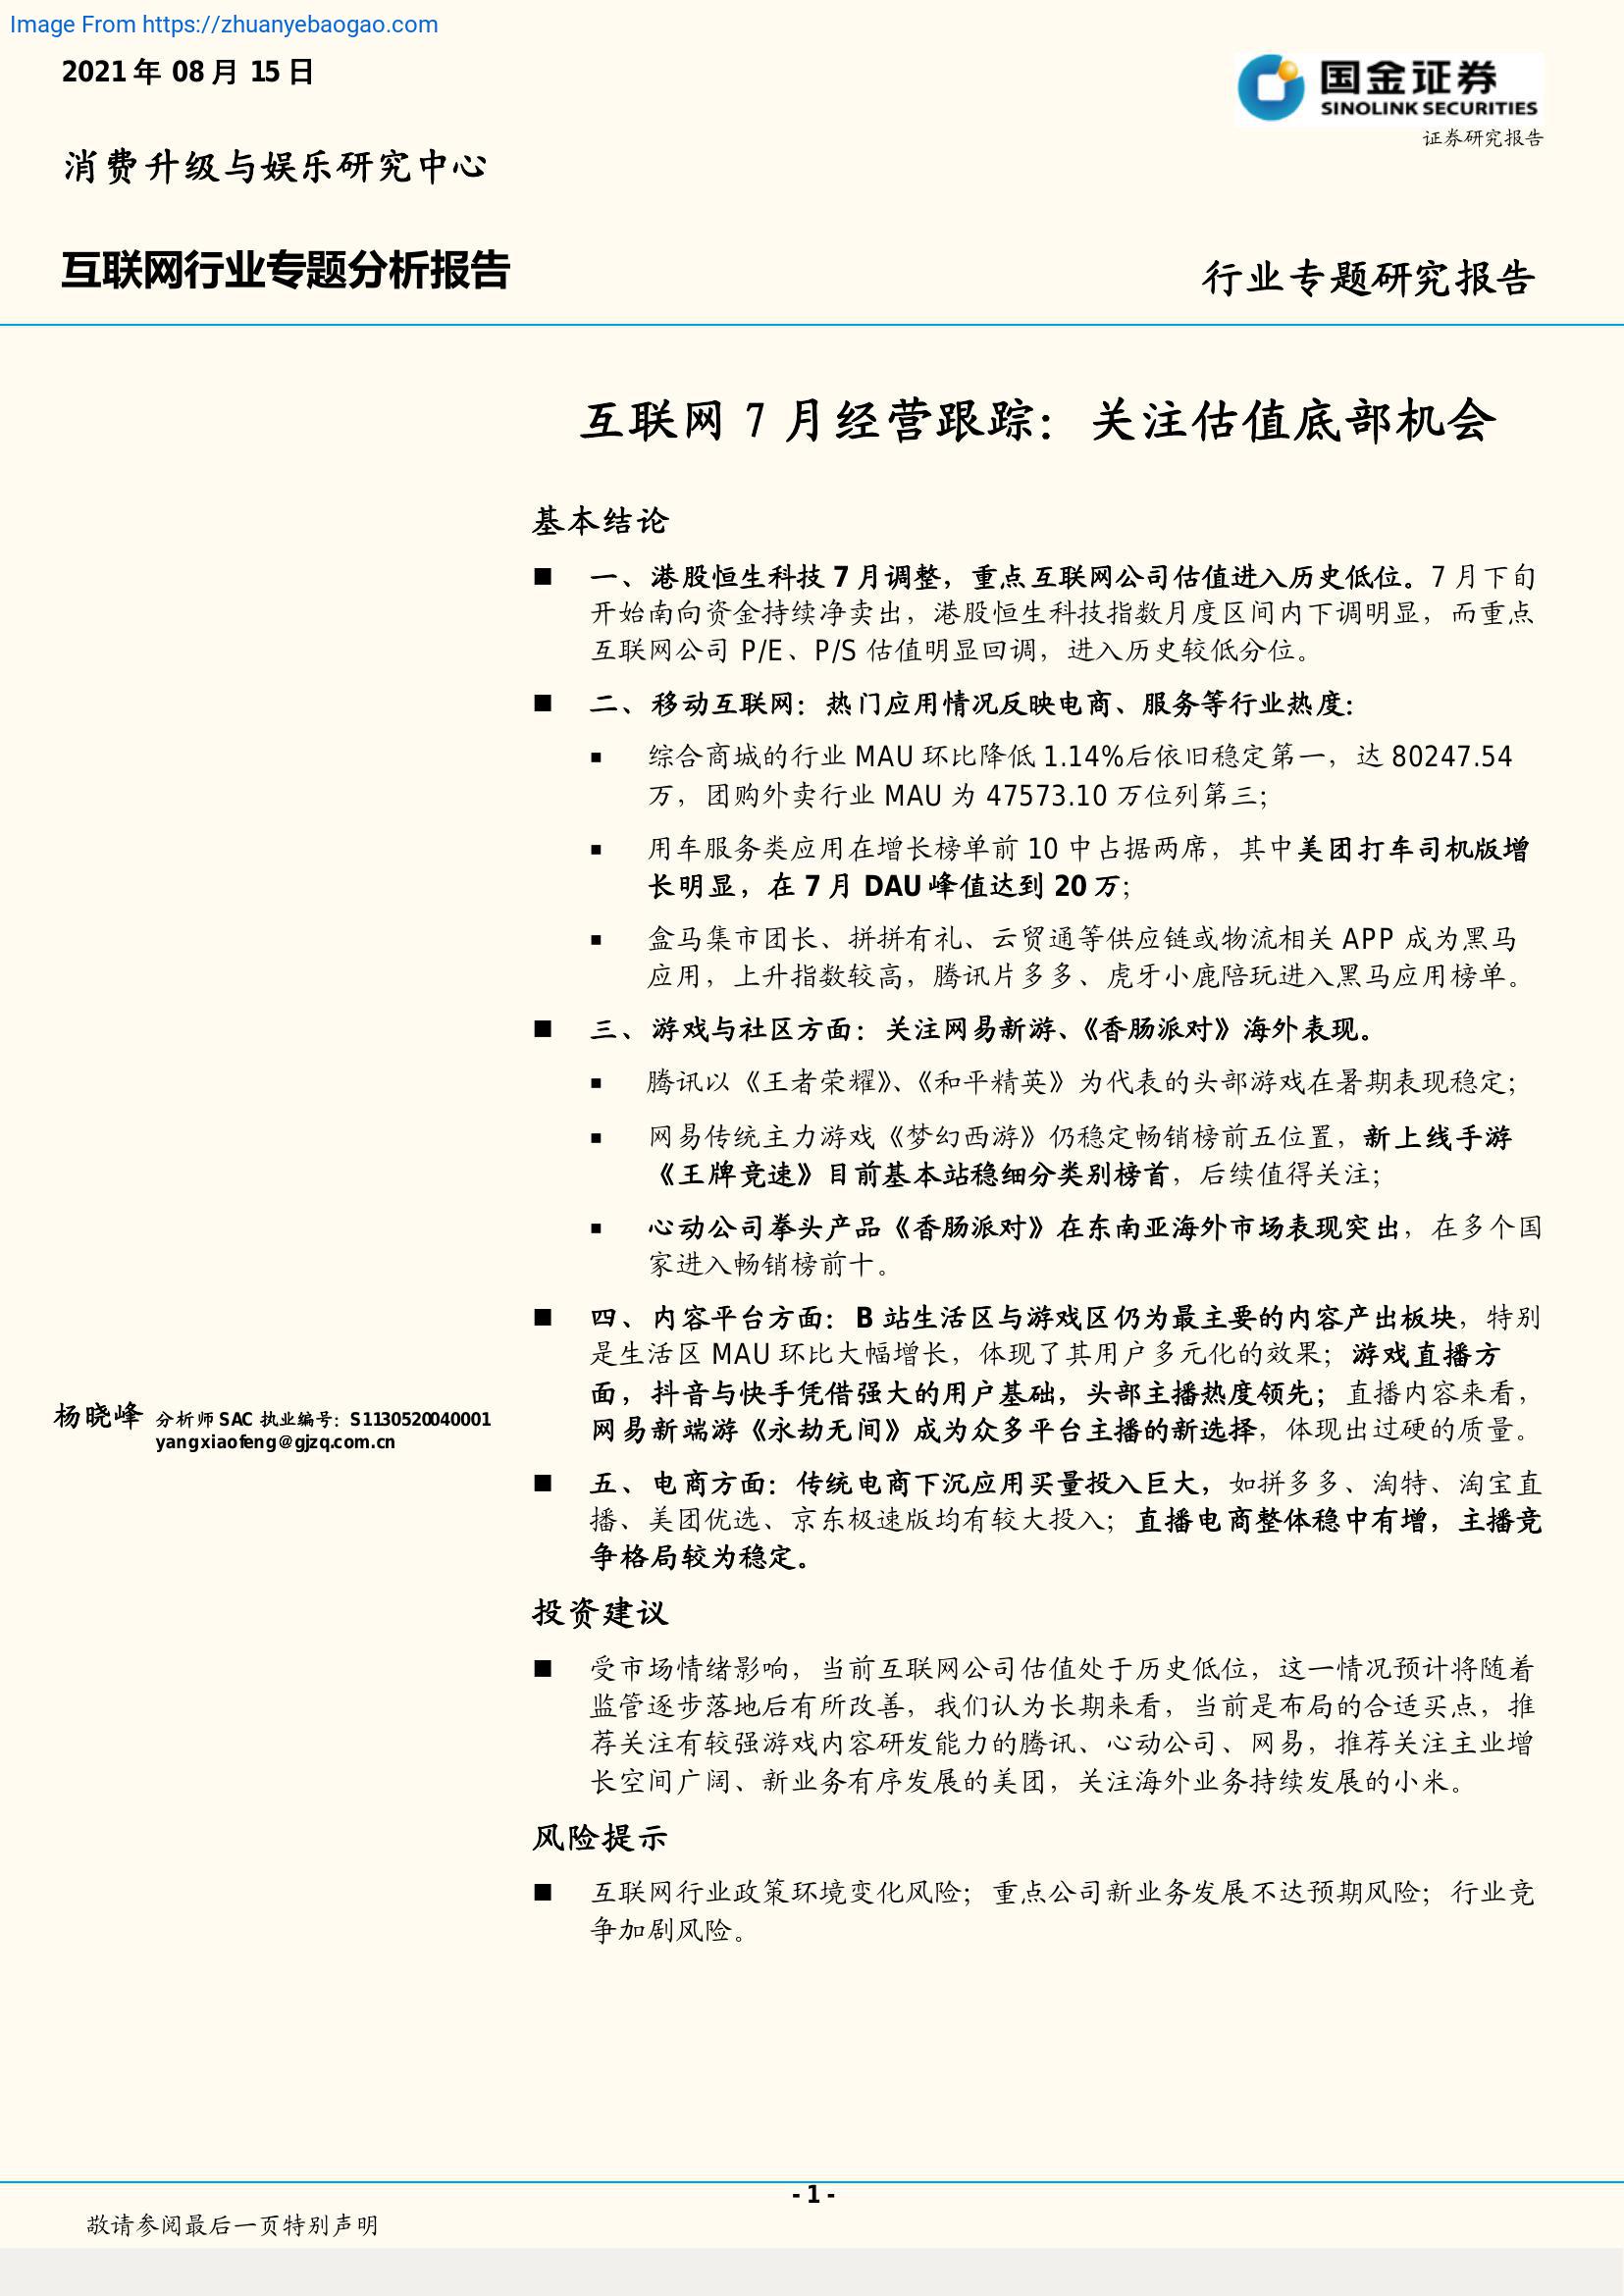 Image From https://zhuanyebaogao.com
2021 年 08 月 15 日
国金证券
SINOLINK SECURITIES
证券研究报告
消费升级与娱乐研究中心
互联网行业专题分析报告
行业专题研究报告
互联网 7 月经营跟踪：关注估值底部机会
基本结论
■ 一、港股恒生科技 7 月调整，重点互联网公司估值进入历史低位。7 月下旬
开始南向资金持续净卖出，港股恒生科技指数月度区间内下调明显，而重点
互联网公司 P/E、P/S 估值明显回调，进入历史较低分位。
■ 二、移动互联网：热门应用情况反映电商、服务等行业热度：
▪ 综合商城的行业 MAU 环比降低 1.14%后依旧稳定第一，达 80247.54
万，团购外卖行业 MAU 为 47573.10 万位列第三；
▪ 用车服务类应用在增长榜单前 10 中占据两席，其中美团打车司机版增
长明显，在 7 月 DAU 峰值达到 20 万；
▪ 盒马集市团长、拼拼有礼、云贸通等供应链或物流相关 APP 成为黑马
应用，上升指数较高，腾讯片多多、虎牙小鹿陪玩进入黑马应用榜单。
■ 三、游戏与社区方面：关注网易新游、《香肠派对》海外表现。
▪ 腾讯以《王者荣耀》、《和平精英》为代表的头部游戏在暑期表现稳定；
▪ 网易传统主力游戏《梦幻西游》仍稳定畅销榜前五位置，新上线手游
《王牌竞速》目前基本站稳细分类别榜首，后续值得关注；
▪ 心动公司拳头产品《香肠派对》在东南亚海外市场表现突出，在多个国
家进入畅销榜前十。
■ 四、内容平台方面：B 站生活区与游戏区仍为最主要的内容产出板块，特别
是生活区 MAU 环比大幅增长，体现了其用户多元化的效果；游戏直播方
面，抖音与快手凭借强大的用户基础，头部主播热度领先；直播内容来看，
网易新端游《永劫无间》成为众多平台主播的新选择，体现出过硬的质量。
杨晓峰 分析师 SAC 执业编号：S1130520040001
yangxiaofeng@gjzq.com.cn
■ 五、电商方面：传统电商下沉应用买量投入巨大，如拼多多、淘特、淘宝直
播、美团优选、京东极速版均有较大投入；直播电商整体稳中有增，主播竞
争格局较为稳定。
投资建议
■ 受市场情绪影响，当前互联网公司估值处于历史低位，这一情况预计将随着
监管逐步落地后有所改善，我们认为长期来看，当前是布局的合适买点，推
荐关注有较强游戏内容研发能力的腾讯、心动公司、网易，推荐关注主业增
长空间广阔、新业务有序发展的美团，关注海外业务持续发展的小米。
风险提示
■ 互联网行业政策环境变化风险；重点公司新业务发展不达预期风险；行业竞
争加剧风险。
- 1 -
敬请参阅最后一页特别声明